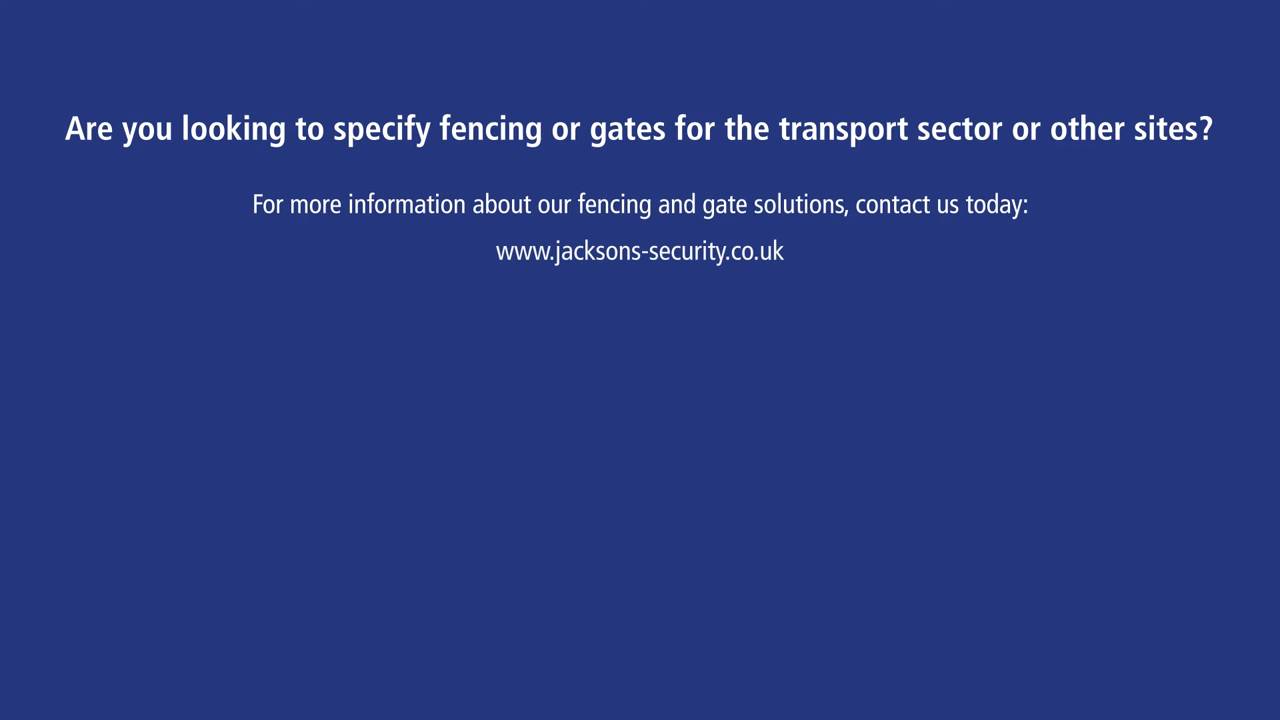 Are you looking to specify fencing or gates for the transport sector or other sites?
For more information about our fencing and gate solutions, contact us today:
www.jacksons-security.co.uk